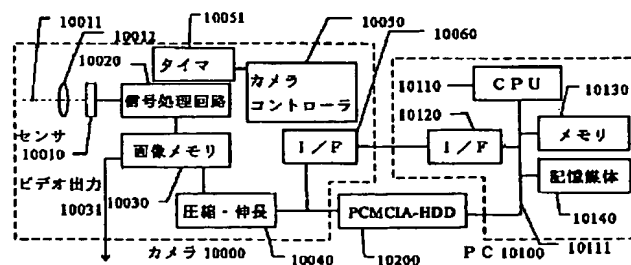 10051
10050
10011
10012
10060
10020
タイマ
カメラ
コントローラ
10110
CPU
10130
信号処理回路
10120
メモリ
センサ
10010
画像メモリ
I/F
I/F
記憶媒体
ビデオ出力
10031
10030
圧縮・伸長
PCMCIA-HDD
10140
カメラ 10000
10040
10200
PC 10100
10111